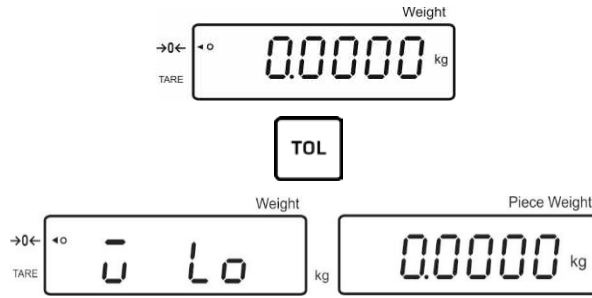 Weight
→0← ◄ o 0.0000 kg
TARE
TOL
Weight Piece Weight
→0← ◄ o ū Lo kg 0.0000 kg
TARE